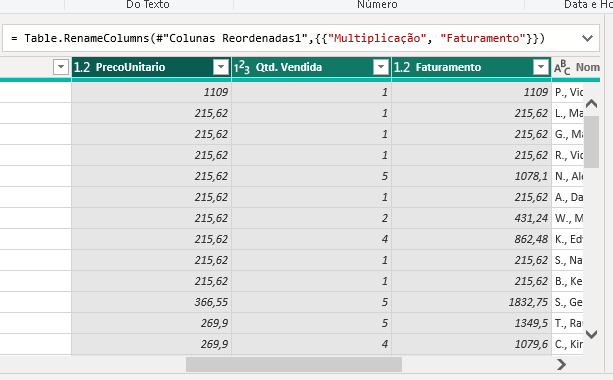 Do Texto Número Data e Ho
= Table.RenameColumns(#"Colunas Reordenadas1",{{"Multiplicação", "Faturamento"}})
1.2 PrecoUnitario 1²3 Qtd. Vendida 1.2 Faturamento ABC Nom
1109 1 1109 P., Vic
215,62 1 215,62 L., Ma
215,62 1 215,62 G., Ma
215,62 1 215,62 R., Vic
215,62 5 1078,1 N., Ale
215,62 1 215,62 A., Da
215,62 2 431,24 W., M
215,62 4 862,48 K., Edv
215,62 1 215,62 S., Na
215,62 1 215,62 B., Ke
366,55 5 1832,75 S., Ge
269,9 5 1349,5 T., Rau
269,9 4 1079,6 C., Kir